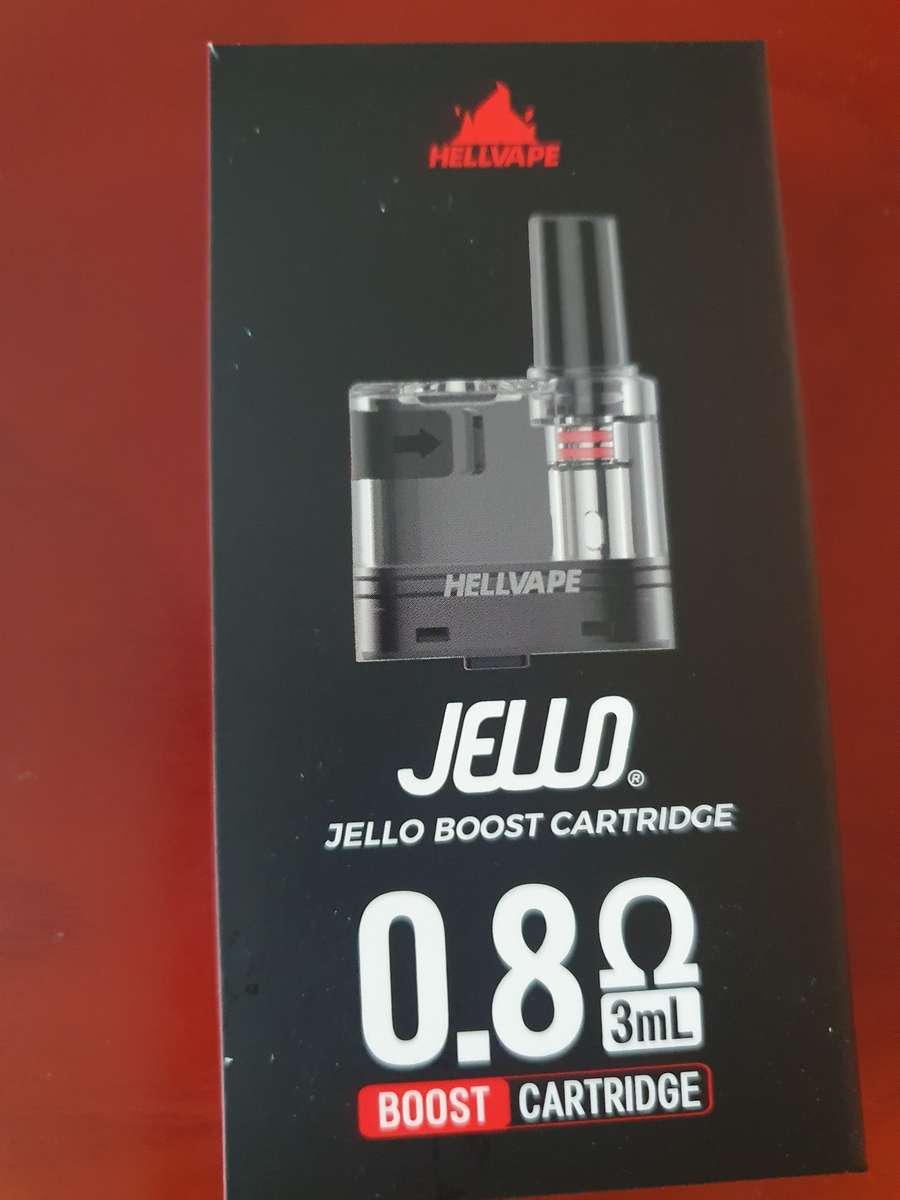 HELLVAPE
HELLVAPE
JELLO®
JELLO BOOST CARTRIDGE
0.8Ω
3mL
BOOST CARTRIDGE